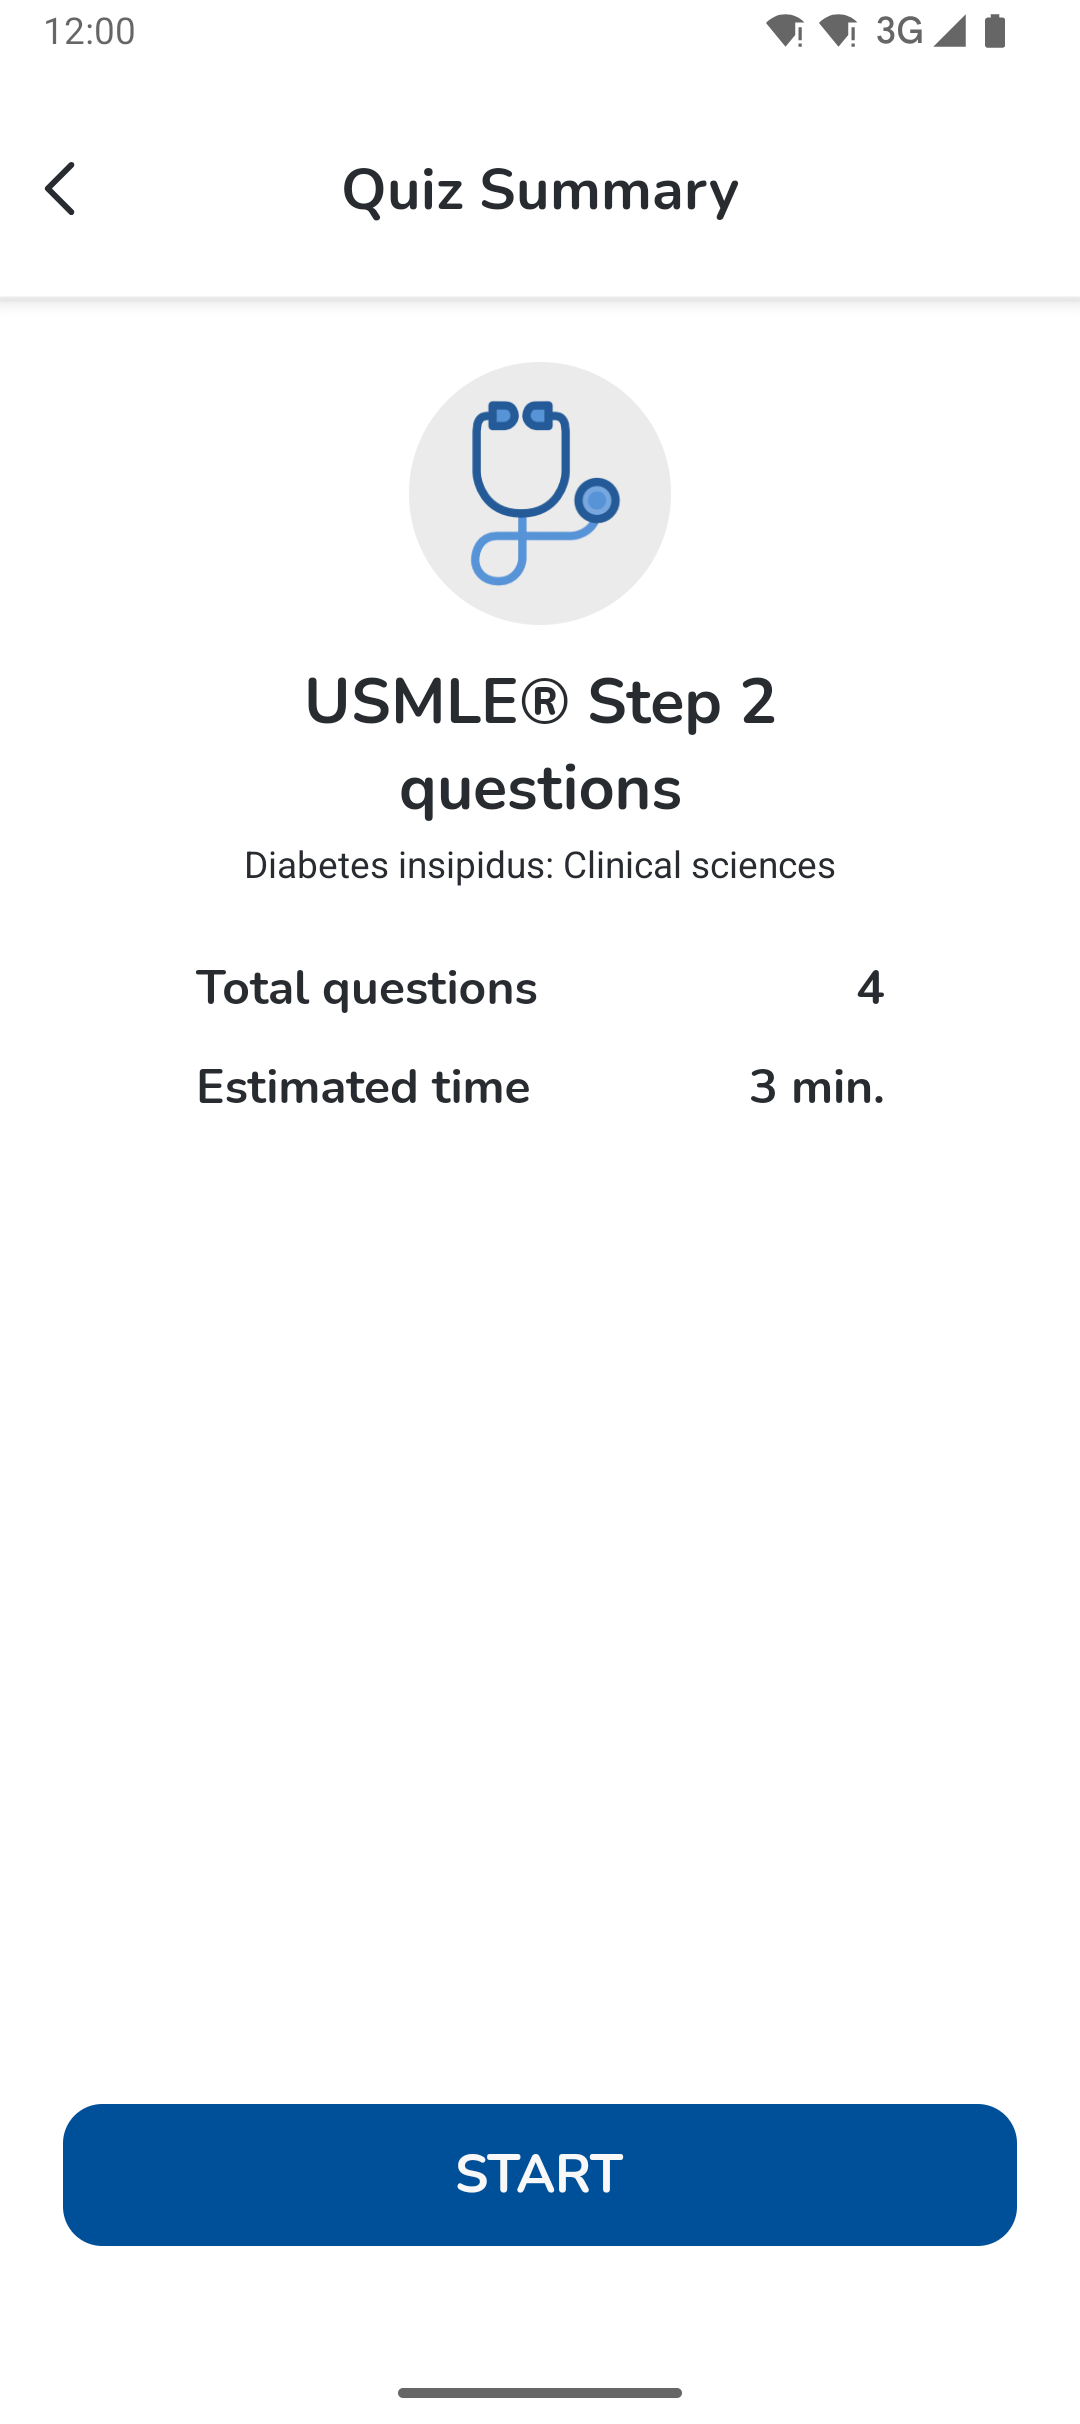 12:00
3G
Quiz Summary
USMLE® Step 2
questions
Diabetes insipidus: Clinical sciences
Total questions 4
Estimated time 3 min.
START